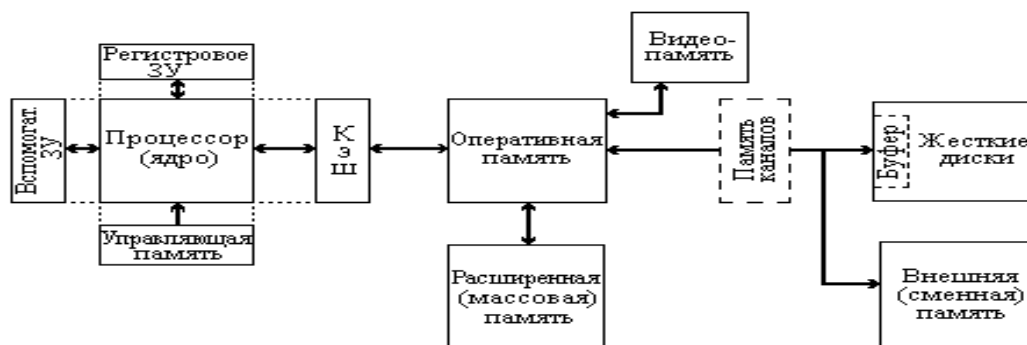 Регистровое
ЗУ
Видео-
память
Вспомогат.
ЗУ
Процессор
(ядро)
К
э
ш
Оперативная
память
Память
каналов
Буфер
Жесткие
диски
Управляющая
память
Расширенная
(массовая)
память
Внешняя
(сменная)
память